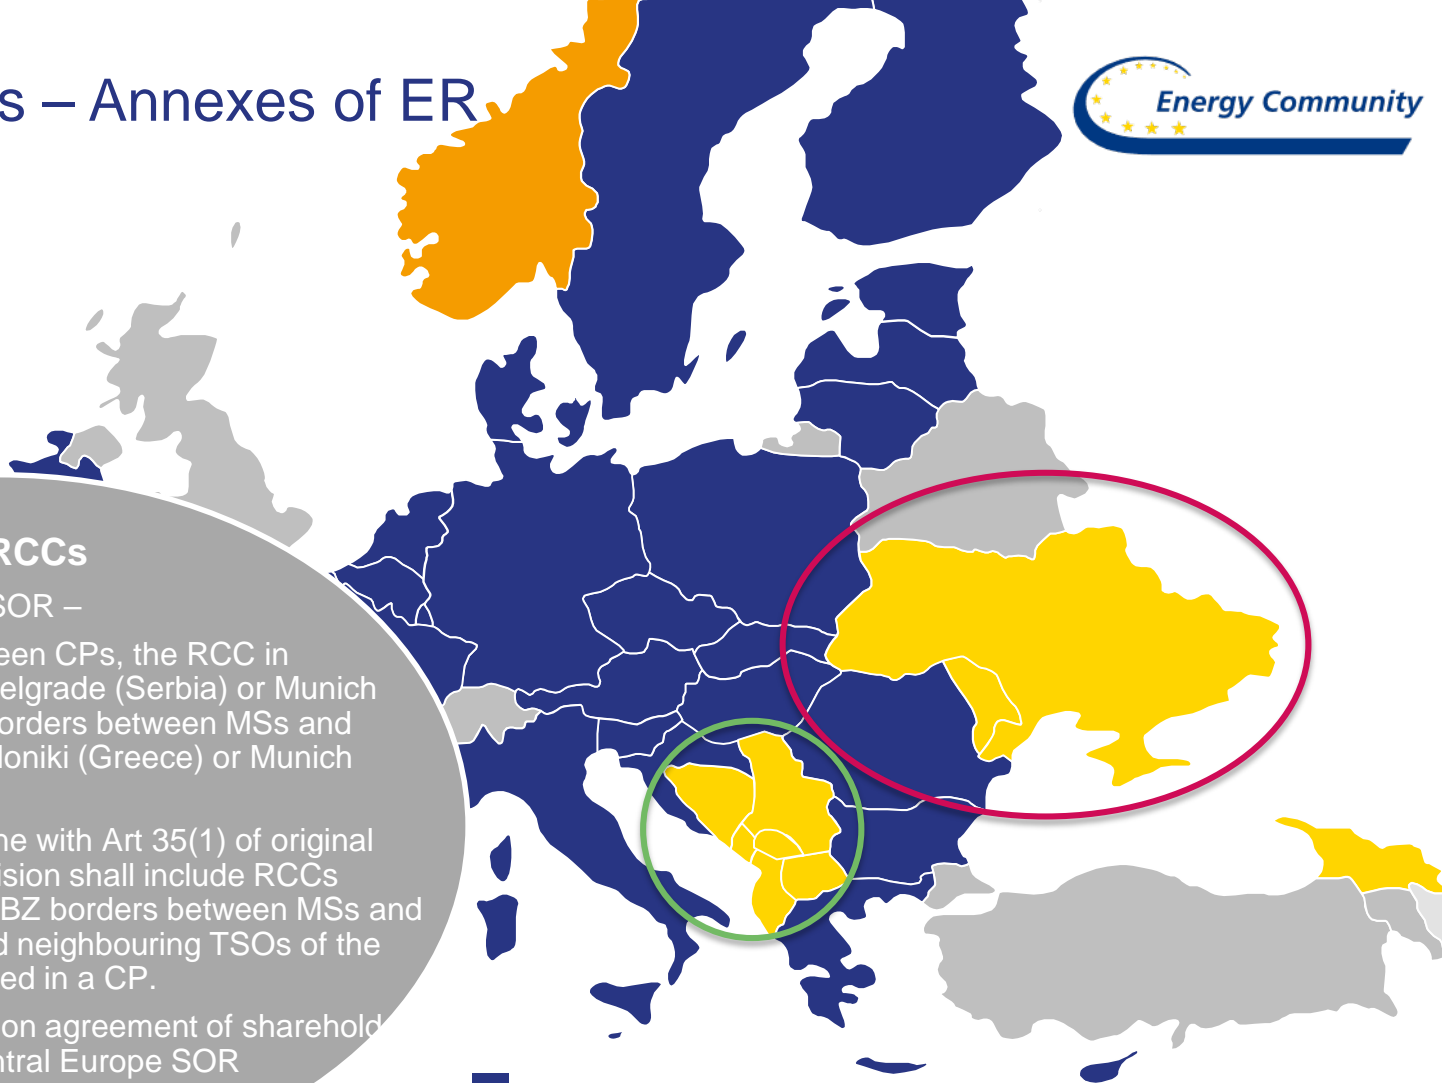 s – Annexes of ER
Energy Community
RCCs
SOR –
een CPs, the RCC in
elgrade (Serbia) or Munich
orders between MSs and
loniki (Greece) or Munich
ne with Art 35(1) of original
ision shall include RCCs
BZ borders between MSs and
d neighbouring TSOs of the
ed in a CP.
on agreement of sharehold
ntral Europe SOR